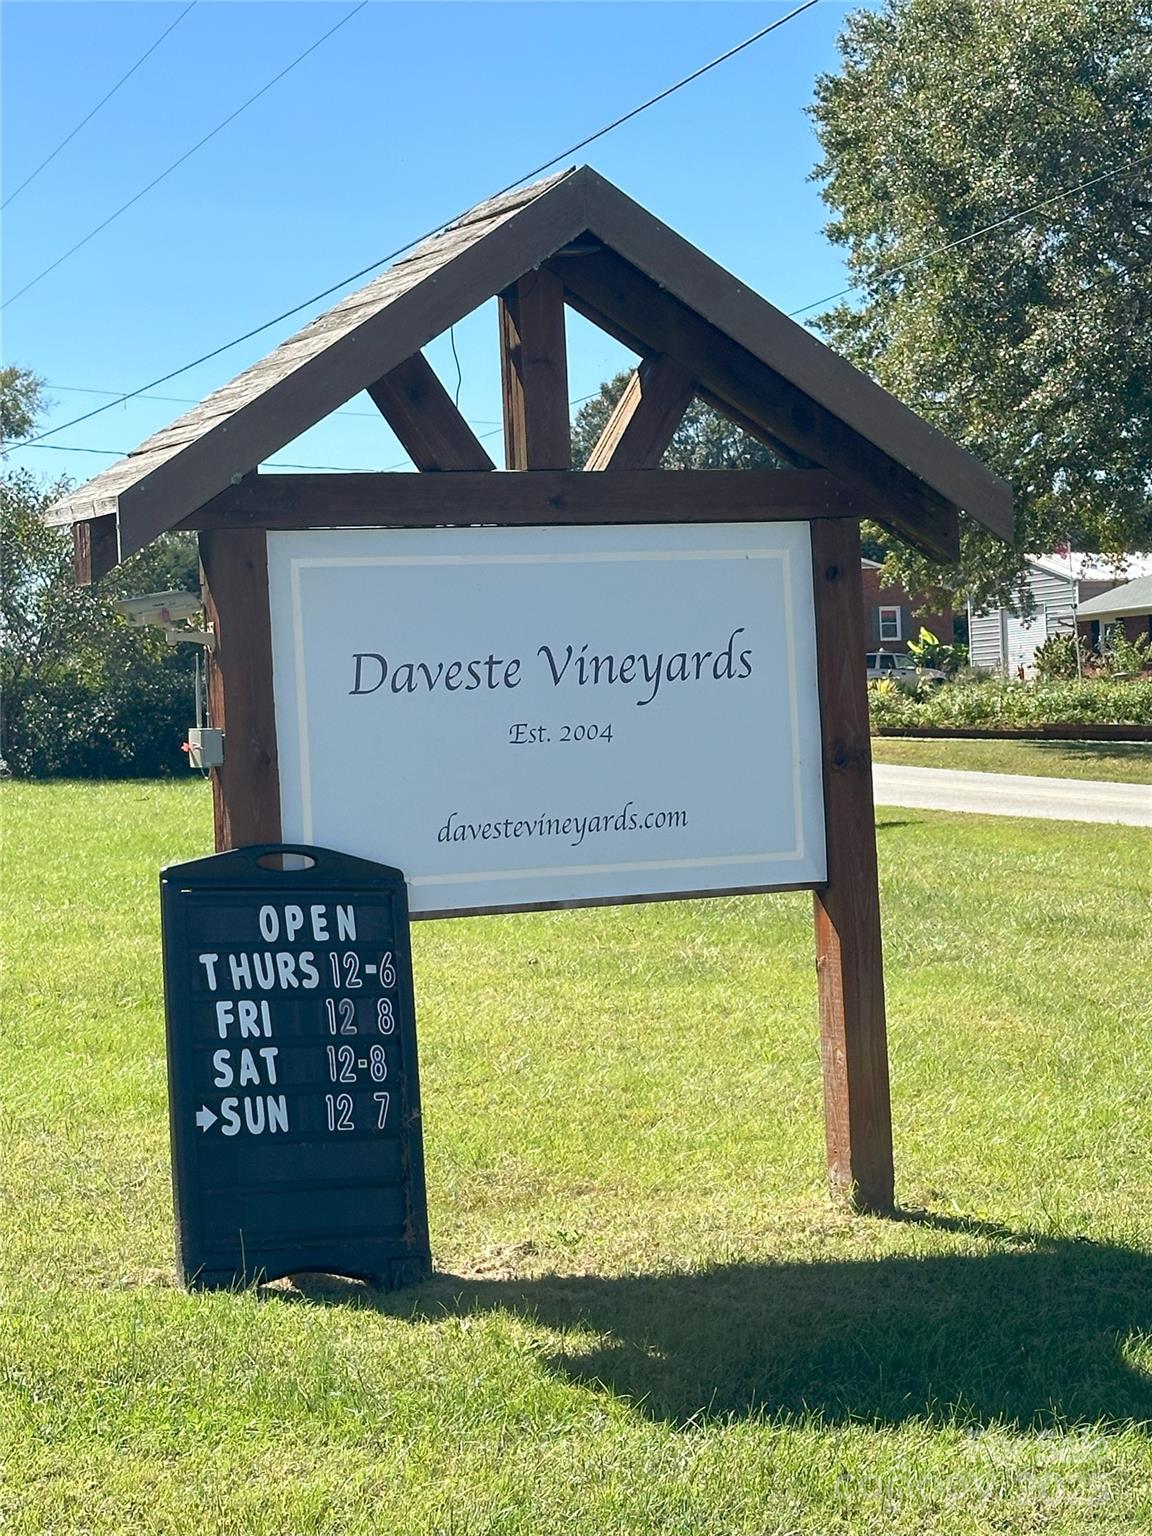 Daveste Vineyards
Est. 2004
davestevineyards.com
OPEN
THURS 12-6
FRI 12 8
SAT 12-8
SUN 12 7